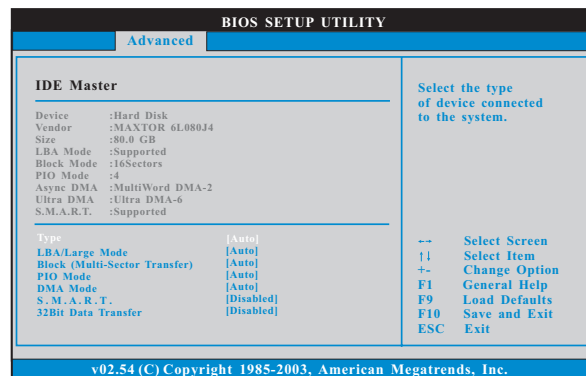 BIOS SETUP UTILITY
Advanced
IDE Master
Device :Hard Disk
Vendor :MAXTOR 6L080J4
Size :80.0 GB
LBA Mode :Supported
Block Mode :16Sectors
PIO Mode :4
Async DMA :MultiWord DMA-2
Ultra DMA :Ultra DMA-6
S.M.A.R.T. :Supported
Type [Auto]
LBA/Large Mode [Auto]
Block (Multi-Sector Transfer) [Auto]
PIO Mode [Auto]
DMA Mode [Auto]
S.M.A.R.T. [Disabled]
32Bit Data Transfer [Disabled]
Select the type
of device connected
to the system.
←→ Select Screen
↑↓ Select Item
+- Change Option
F1 General Help
F9 Load Defaults
F10 Save and Exit
ESC Exit
v02.54 (C) Copyright 1985-2003, American Megatrends, Inc.